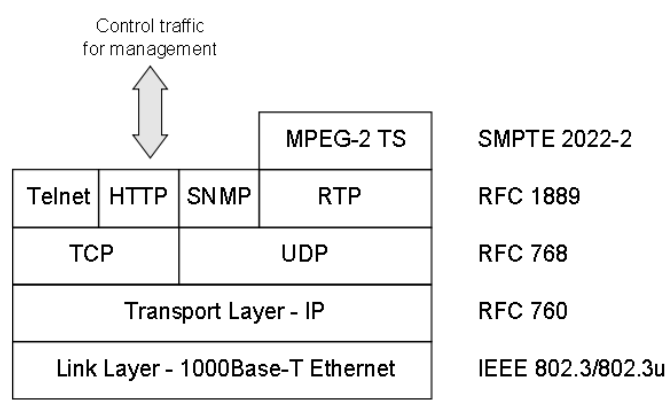 Control traffic
for management
MPEG-2 TS SMPTE 2022-2
Telnet HTTP SNMP RTP RFC 1889
TCP UDP RFC 768
Transport Layer - IP RFC 760
Link Layer - 1000Base-T Ethernet IEEE 802.3/802.3u